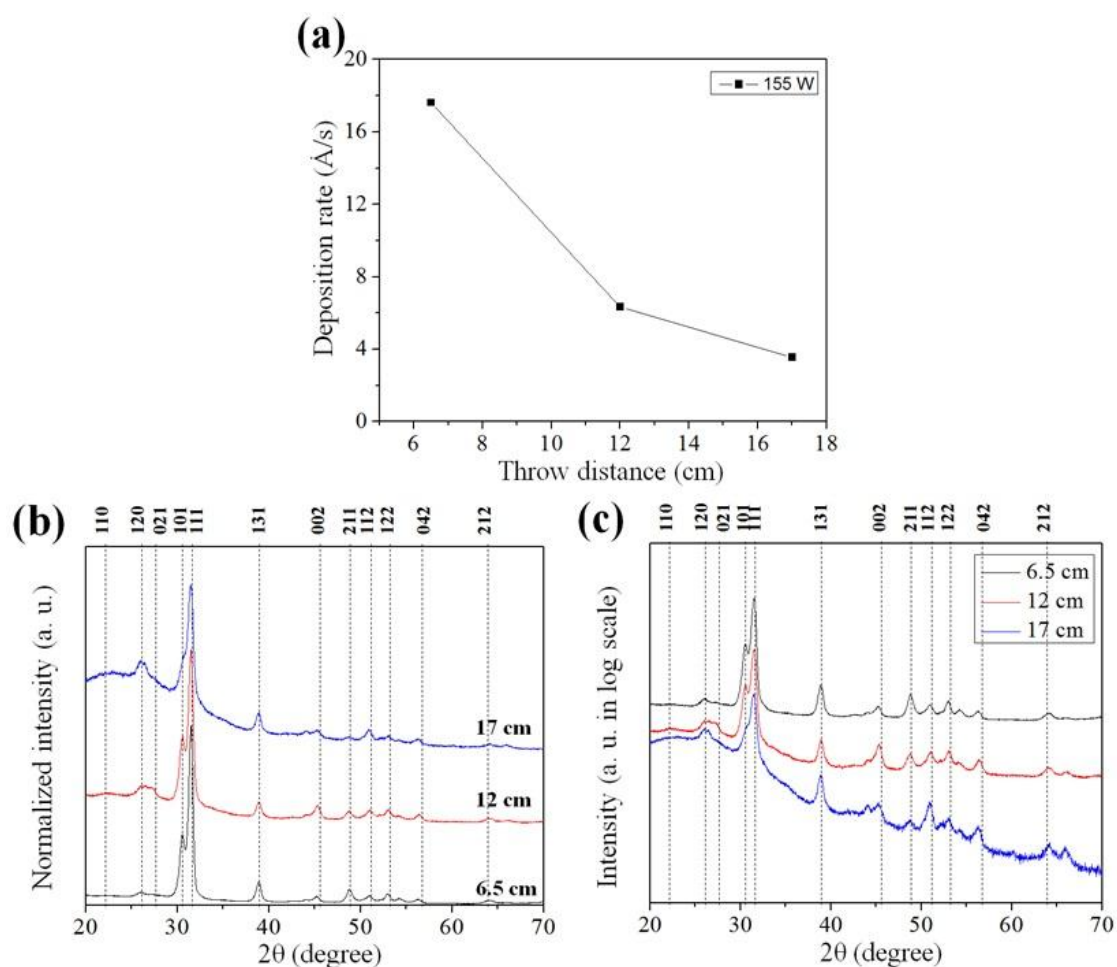 (a)
20
16
12
8
4
0
155 W
Deposition rate (Å/s)
6 8 10 12 14 16 18
Throw distance (cm)
(b)
110 120 021 101 111 131 002 211 112 122 042 212
Normalized intensity (a. u.)
17 cm
12 cm
6.5 cm
20 30 40 50 60 70
2θ (degree)
(c)
110 120 021 101 111 131 002 211 112 122 042 212
Intensity (a. u. in log scale)
6.5 cm
12 cm
17 cm
20 30 40 50 60 70
2θ (degree)